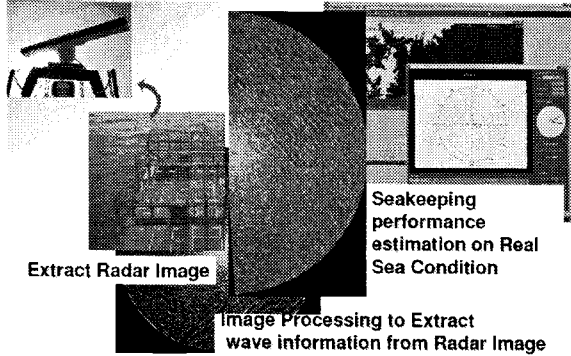 Seakeeping
performance
estimation on Real
Sea Condition
Extract Radar Image
Image Processing to Extract
wave information from Radar Image